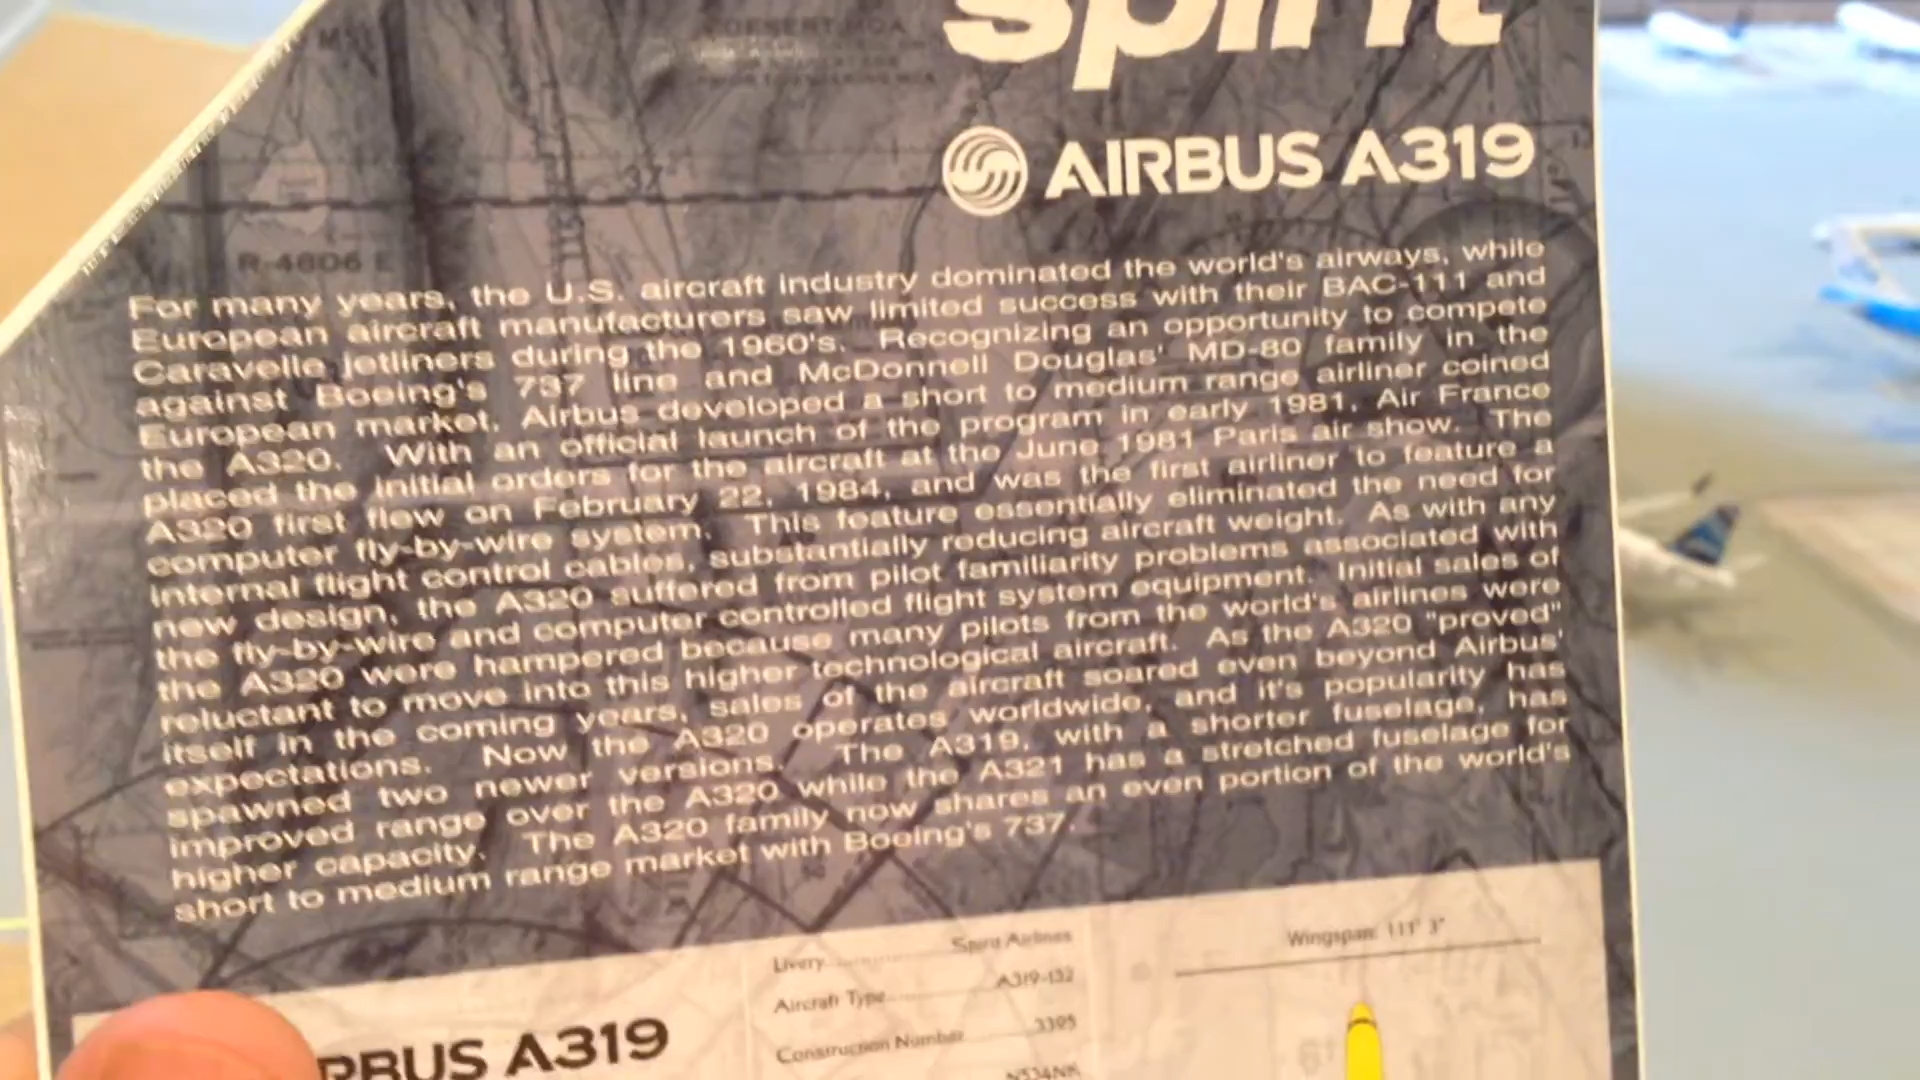 spirit
AIRBUS A319
R-4806 E
For many years, the U.S. aircraft industry dominated the world's airways, while
European aircraft manufacturers saw limited success with their BAC-111 and
Caravelle jetliners during the 1960's. Recognizing an opportunity to compete
against Boeing's 737 line and McDonnell Douglas' MD-80 family in the
European market, Airbus developed a short to medium range airliner coined
the A320. With an official launch of the program in early 1981, Air France
placed the initial orders for the aircraft at the June 1981 Paris air show. The
A320 first flew on February 22, 1984, and was the first airliner to feature a
computer fly-by-wire system. This feature essentially eliminated the need for
internal flight control cables, substantially reducing aircraft weight. As with any
new design, the A320 suffered from pilot familiarity problems associated with
the fly-by-wire and computer controlled flight system equipment. Initial sales of
the A320 were hampered because many pilots from the world's airlines were
reluctant to move into this higher technological aircraft. As the A320 "proved"
itself in the coming years, sales of the aircraft soared even beyond Airbus'
expectations. Now the A320 operates worldwide, and it's popularity has
spawned two newer versions. The A319, with a shorter fuselage, has
improved range over the A320 while the A321 has a stretched fuselage for
higher capacity. The A320 family now shares an even portion of the world's
short to medium range market with Boeing's 737.
RBUS A319
Livery Spirit Airlines
Aircraft Type A319-132
Construction Number 3395
N534NK
Wingspan: 111' 3"